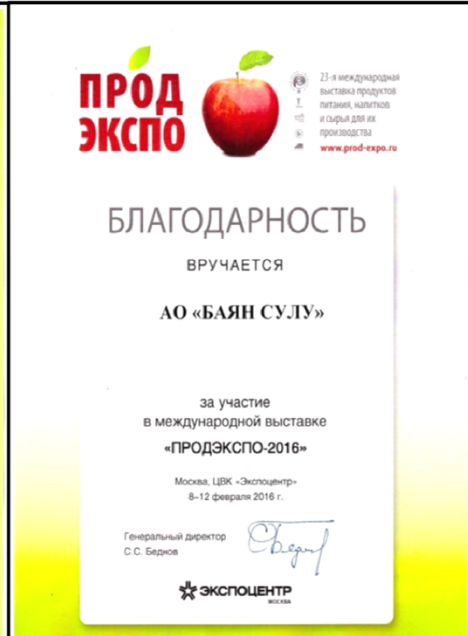 ПРОД
ЭКСПО
23-я международная
выставка продуктов
питания, напитков
и сырья для их
производства
www.prod-expo.ru
БЛАГОДАРНОСТЬ
ВРУЧАЕТСЯ
АО «БАЯН СУЛУ»
за участие
в международной выставке
«ПРОДЭКСПО-2016»
Москва, ЦВК «Экспоцентр»
8–12 февраля 2016 г.
Генеральный директор
С.С. Беднов
ЭКСПОЦЕНТР
МОСКВА